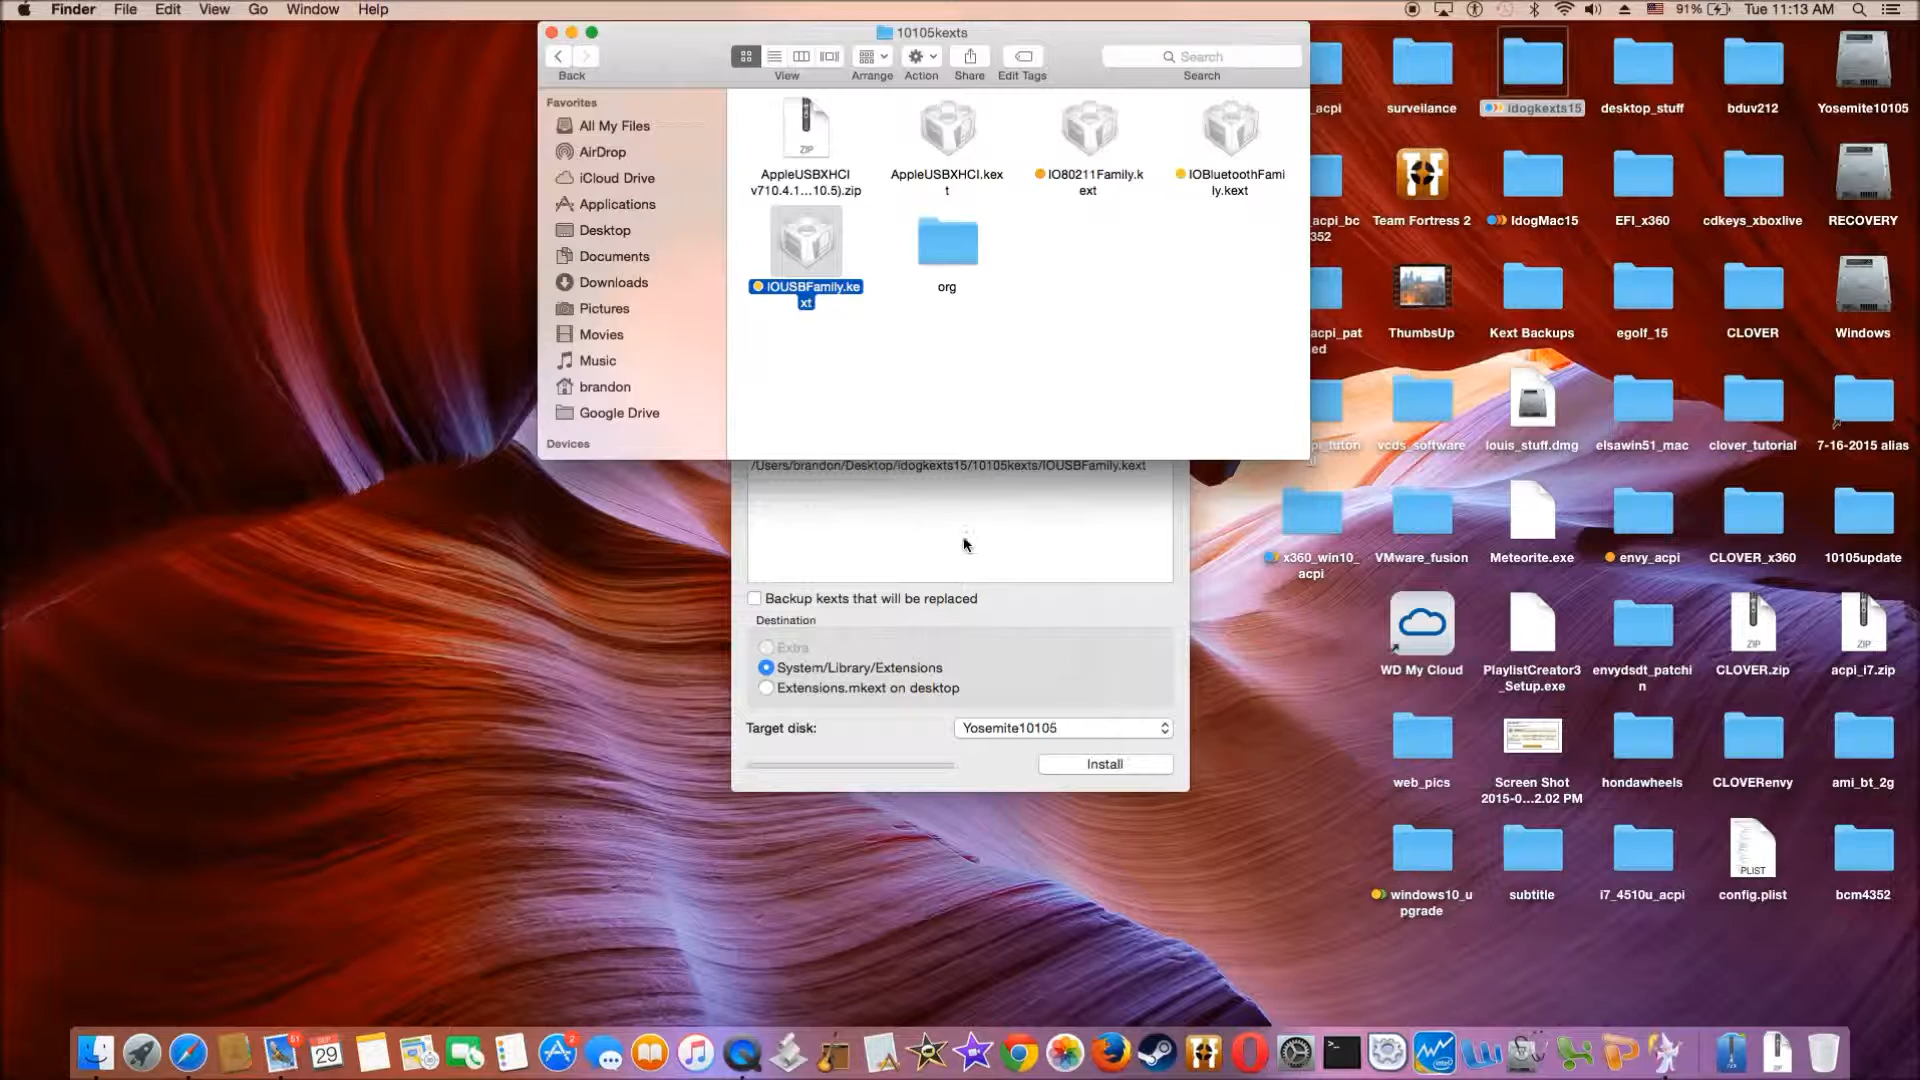 Finder File Edit View Go Window Help
91% Tue 11:13 AM
10105kexts
Search
Back View Arrange Action Share Edit Tags Search
Favorites
All My Files
AirDrop
iCloud Drive
Applications
Desktop
Documents
Downloads
Pictures
Movies
Music
brandon
Google Drive
Devices
ZIP
AppleUSBXHCI
v710.4.1...10.5).zip
AppleUSBXHCI.kex
t
IO80211Family.k
ext
IOBluetoothFami
ly.kext
IOUSBFamily.ke
xt
org
/Users/brandon/Desktop/idogkexts15/10105kexts/IOUSBFamily.kext
Backup kexts that will be replaced
Destination
Extra
System/Library/Extensions
Extensions.mkext on desktop
Target disk:
Yosemite10105
Install
_acpi
surveilance
idogkexts15
desktop_stuff
bduv212
Yosemite10105
acpi_bc
352
Team Fortress 2
IdogMac15
EFI_x360
cdkeys_xboxlive
RECOVERY
acpi_pat
ed
ThumbsUp
Kext Backups
egolf_15
CLOVER
Windows
vcds_software
louis_stuff.dmg
elsawin51_mac
clover_tutorial
7-16-2015 alias
x360_win10_
acpi
VMware_fusion
Meteorite.exe
envy_acpi
CLOVER_x360
10105update
WD My Cloud
PlaylistCreator3
_Setup.exe
envydsdt_patchi
n
ZIP
CLOVER.zip
ZIP
acpi_i7.zip
web_pics
Screen Shot
2015-0...2.02 PM
hondawheels
CLOVERenvy
ami_bt_2g
windows10_u
pgrade
subtitle
i7_4510u_acpi
PLIST
config.plist
bcm4352
51
29
2